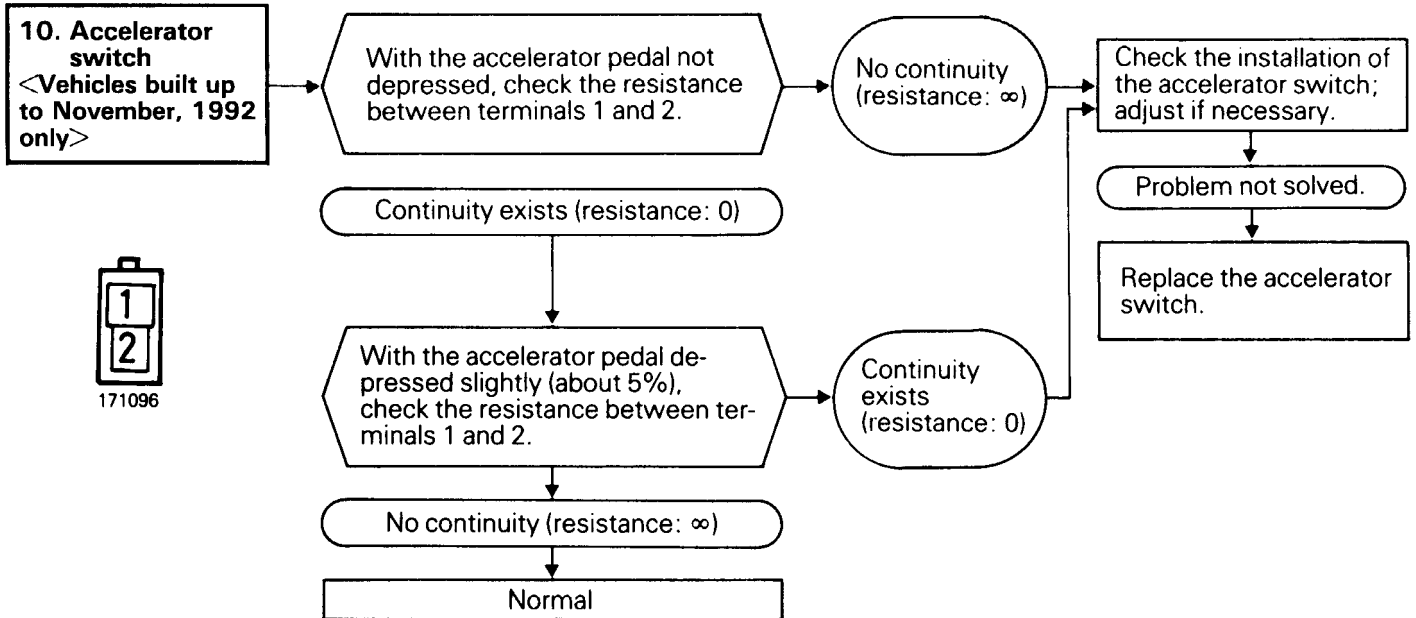 10. Accelerator
switch
<Vehicles built up
to November, 1992
only>
With the accelerator pedal not
depressed, check the resistance
between terminals 1 and 2.
No continuity
(resistance: ∞)
Check the installation of
the accelerator switch;
adjust if necessary.
Problem not solved.
Replace the accelerator
switch.
Continuity exists (resistance: 0)
1
2
171096
With the accelerator pedal de-
pressed slightly (about 5%),
check the resistance between ter-
minals 1 and 2.
Continuity
exists
(resistance: 0)
No continuity (resistance: ∞)
Normal